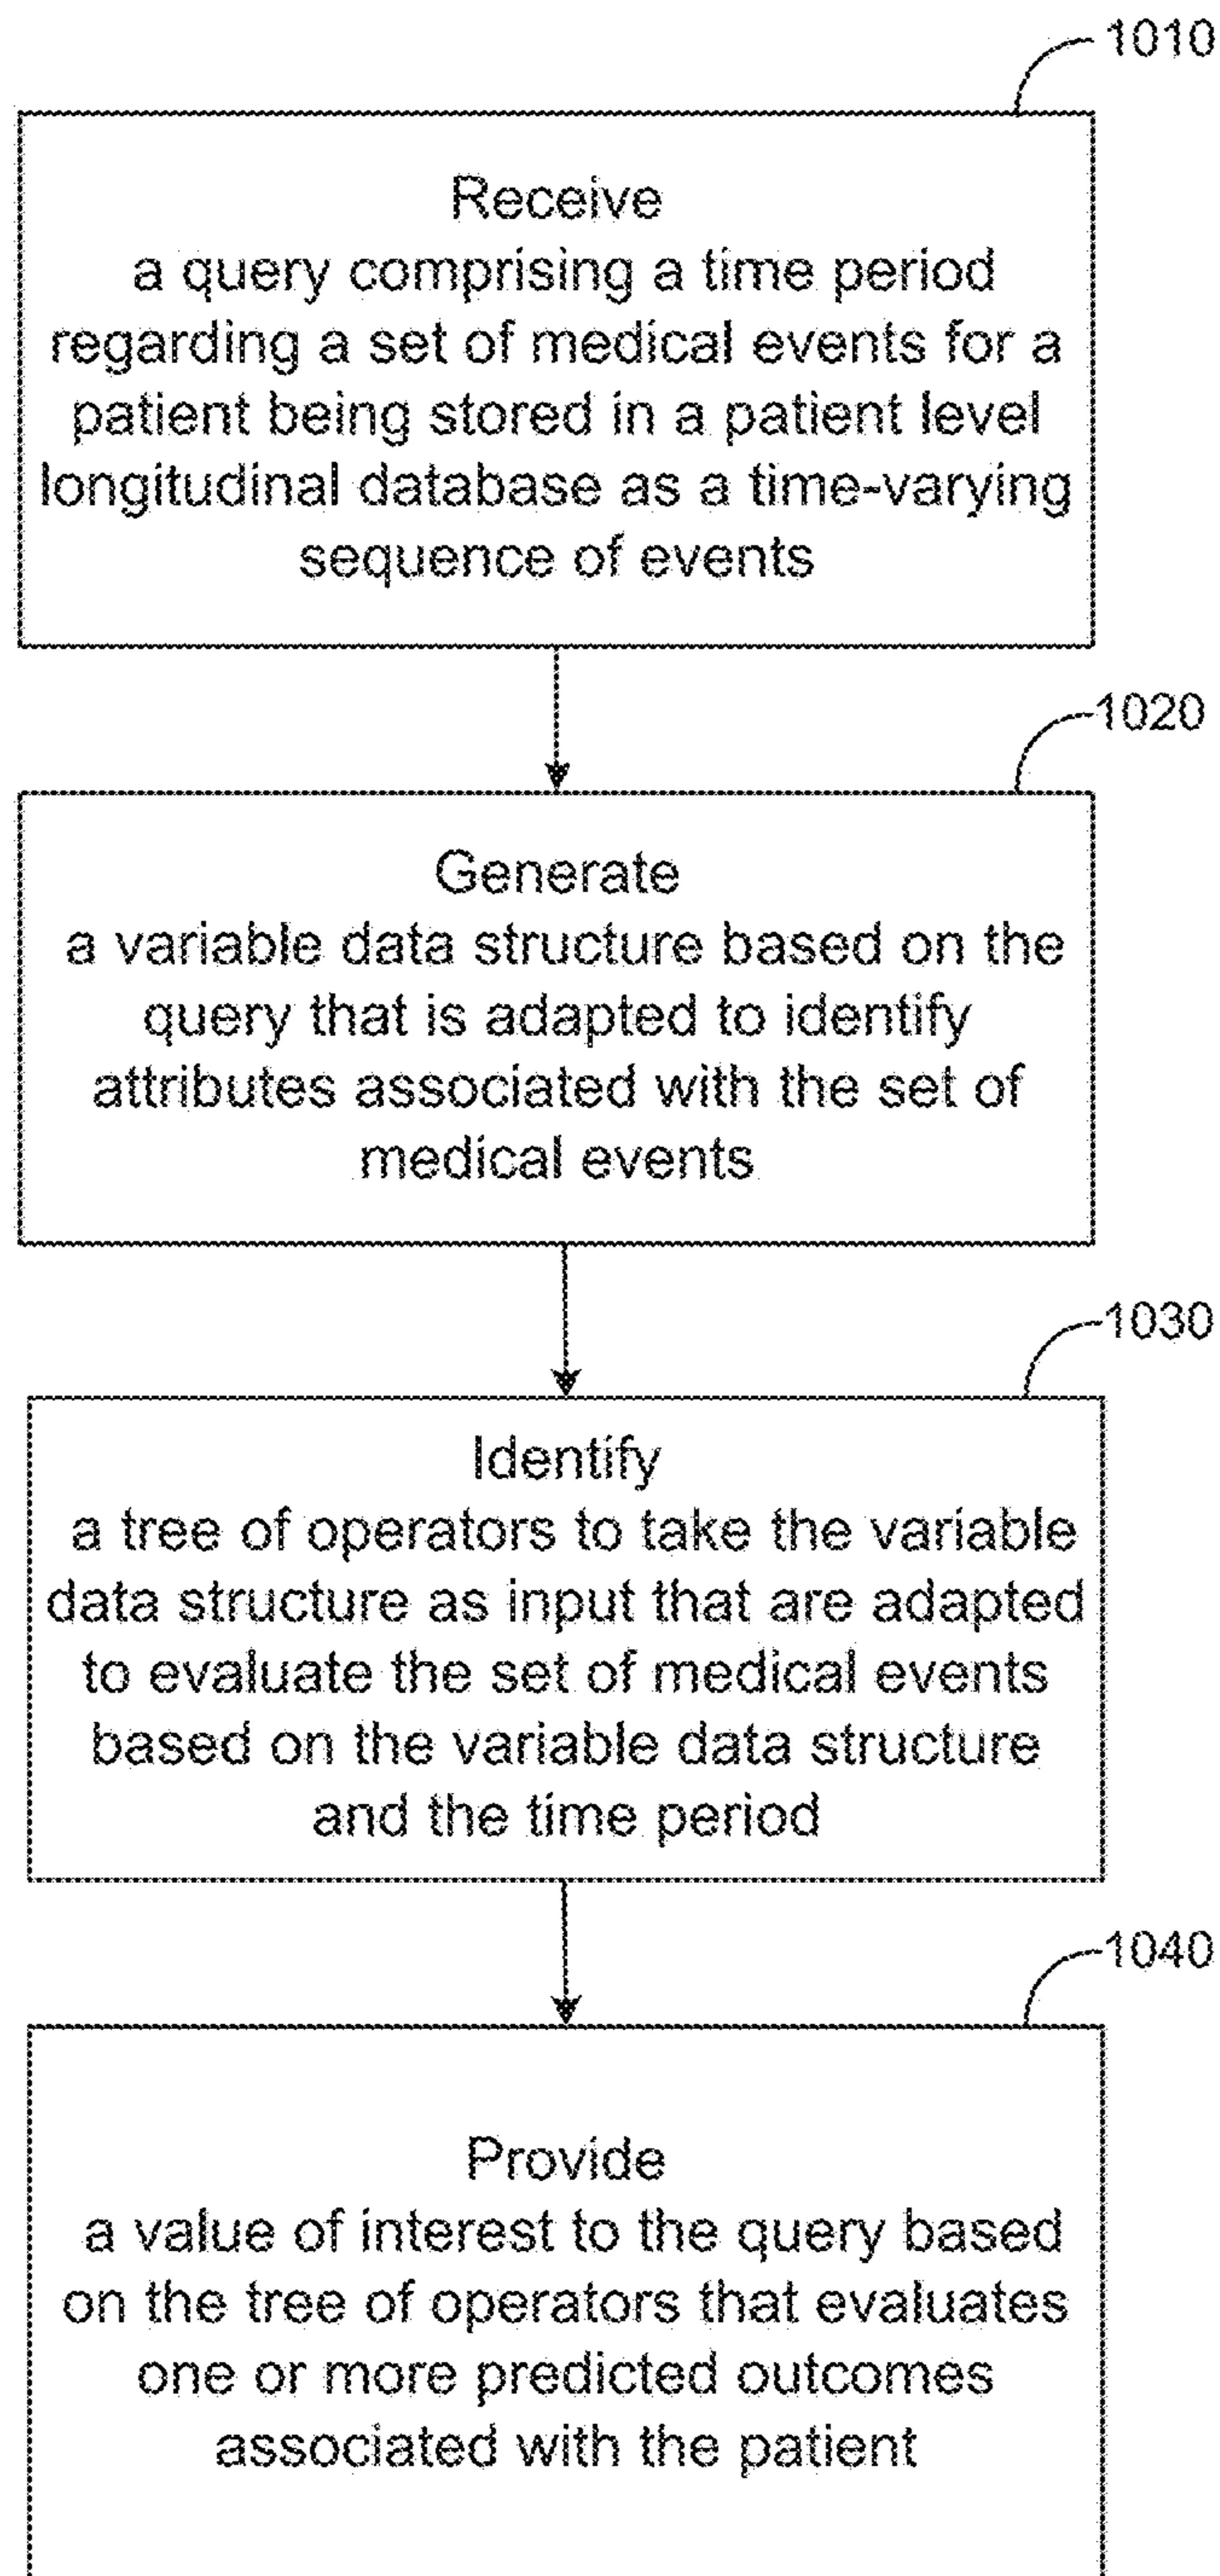 1010
Receive
a query comprising a time period
regarding a set of medical events for a
patient being stored in a patient level
longitudinal database as a time-varying
sequence of events
1020
Generate
a variable data structure based on the
query that is adapted to identify
attributes associated with the set of
medical events
1030
Identify
a tree of operators to take the variable
data structure as input that are adapted
to evaluate the set of medical events
based on the variable data structure
and the time period
1040
Provide
a value of interest to the query based
on the tree of operators that evaluates
one or more predicted outcomes
associated with the patient